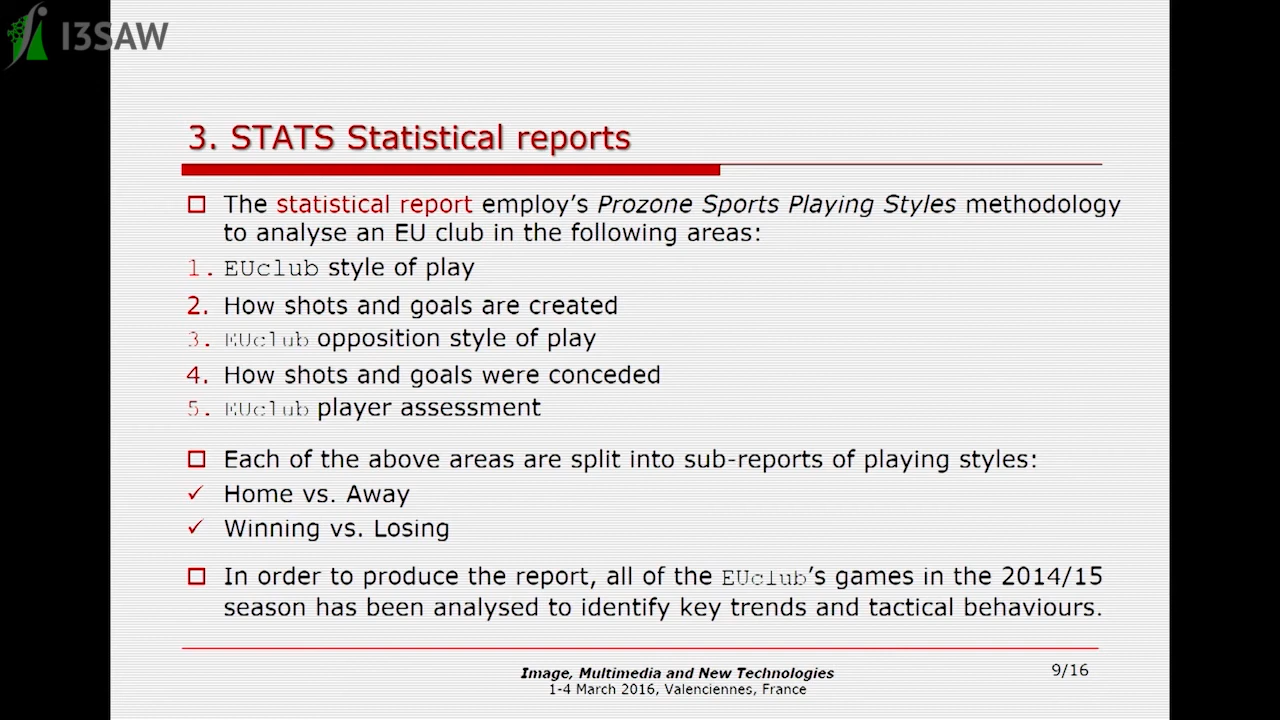 I3SAW
3. STATS Statistical reports
The statistical report employ's Prozone Sports Playing Styles methodology
to analyse an EU club in the following areas:
1. EUclub style of play
2. How shots and goals are created
3. EUclub opposition style of play
4. How shots and goals were conceded
5. EUclub player assessment
Each of the above areas are split into sub-reports of playing styles:
Home vs. Away
Winning vs. Losing
In order to produce the report, all of the EUclub's games in the 2014/15
season has been analysed to identify key trends and tactical behaviours.
Image, Multimedia and New Technologies
1-4 March 2016, Valenciennes, France
9/16